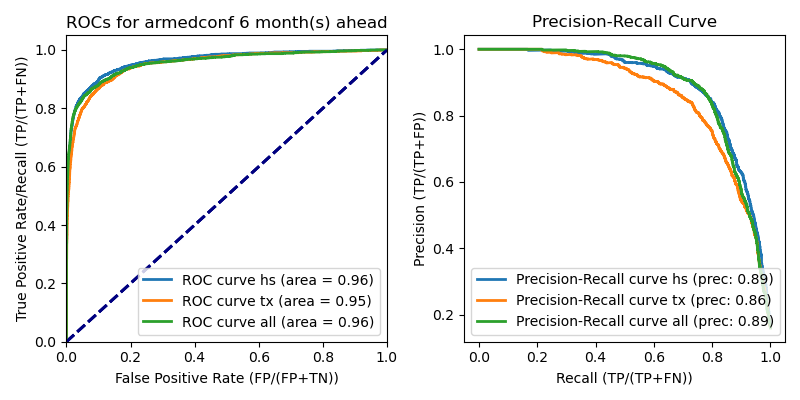 ROCs for armedconf 6 month(s) ahead
True Positive Rate/Recall (TP/(TP+FN))
1.0
0.8
0.6
0.4
0.2
0.0
0.0 0.2 0.4 0.6 0.8 1.0
False Positive Rate (FP/(FP+TN))
ROC curve hs (area = 0.96)
ROC curve tx (area = 0.95)
ROC curve all (area = 0.96)
Precision-Recall Curve
Precision (TP/(TP+FP))
1.0
0.8
0.6
0.4
0.2
0.0 0.2 0.4 0.6 0.8 1.0
Recall (TP/(TP+FN))
Precision-Recall curve hs (prec: 0.89)
Precision-Recall curve tx (prec: 0.86)
Precision-Recall curve all (prec: 0.89)